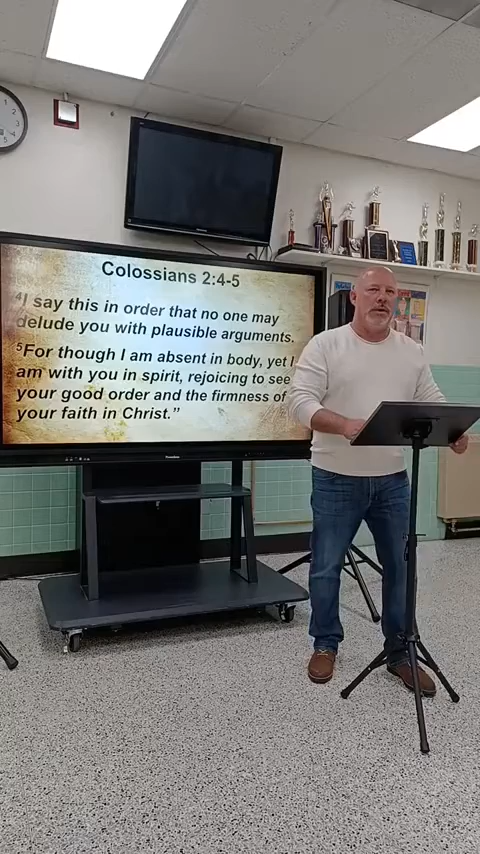 Colossians 2:4-5
4I say this in order that no one may
delude you with plausible arguments.
5For though I am absent in body, yet I
am with you in spirit, rejoicing to see
your good order and the firmness of
your faith in Christ.”